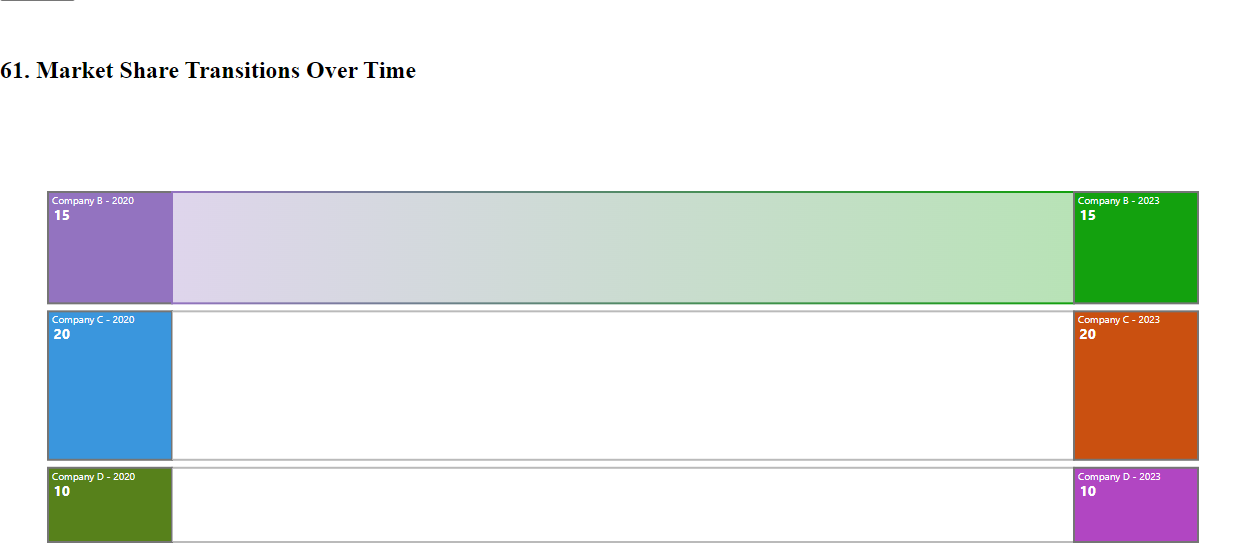 61. Market Share Transitions Over Time
Company B - 2020
15
Company B - 2023
15
Company C - 2020
20
Company C - 2023
20
Company D - 2020
10
Company D - 2023
10